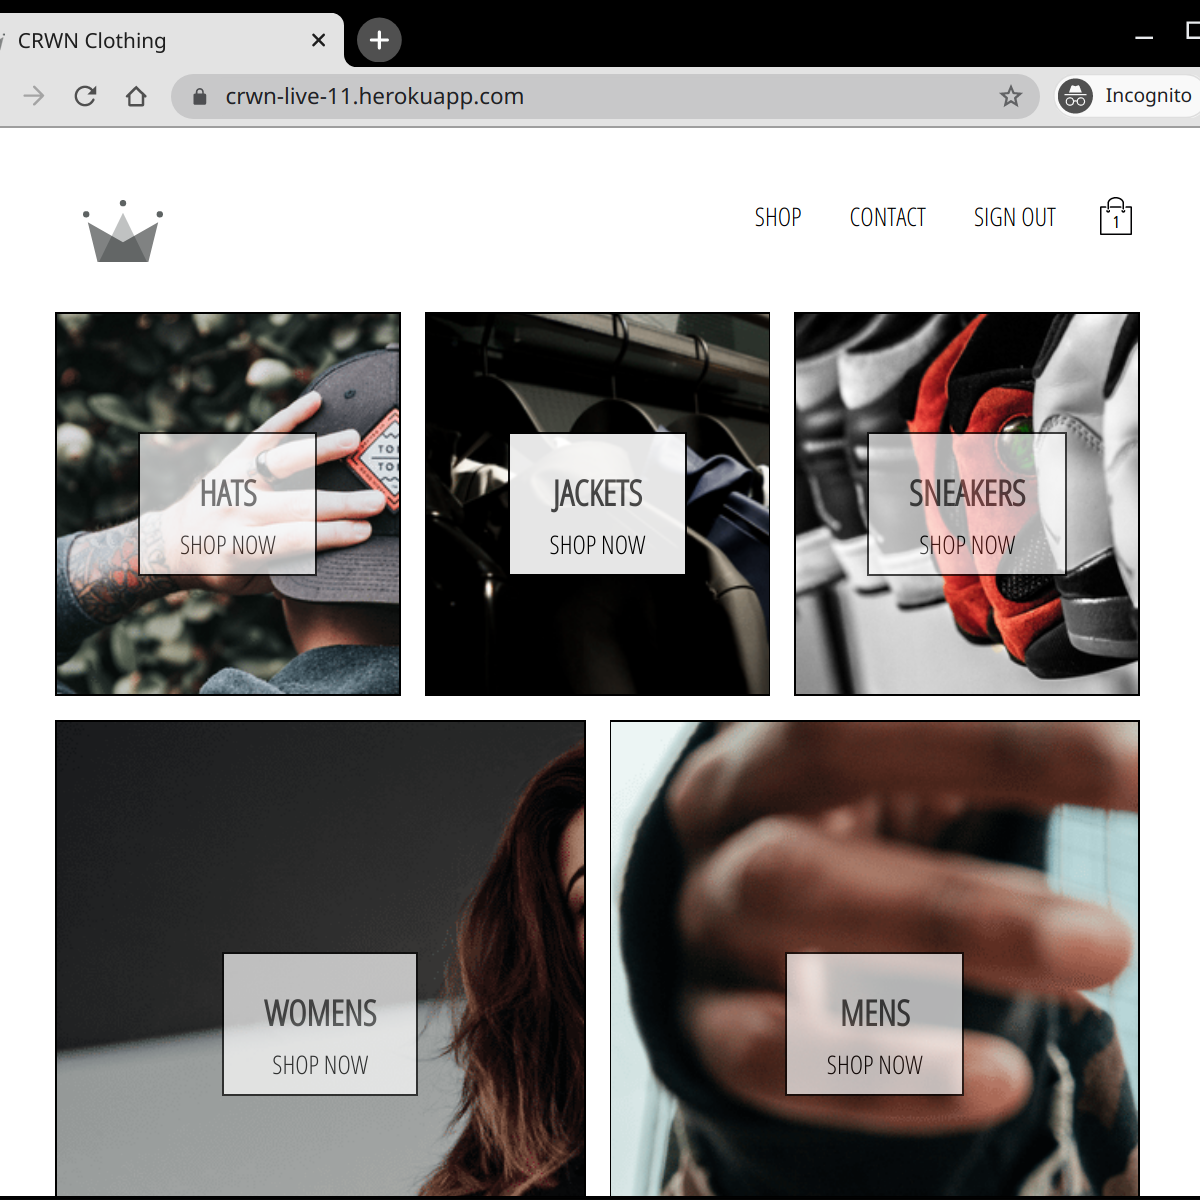 CRWN Clothing
crwn-live-11.herokuapp.com
Incognito
SHOP CONTACT SIGN OUT 1
HATS
SHOP NOW
JACKETS
SHOP NOW
SNEAKERS
SHOP NOW
WOMENS
SHOP NOW
MENS
SHOP NOW